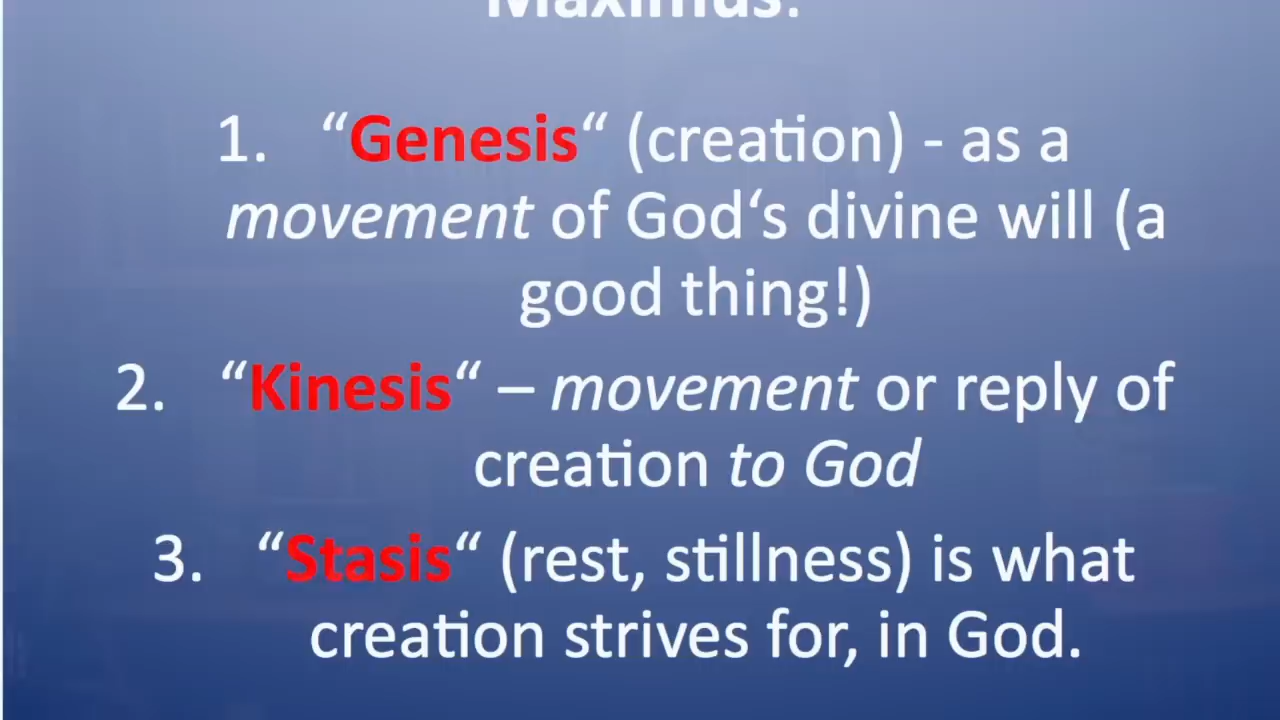 Maximus:
1. “Genesis“ (creation) - as a
movement of God‘s divine will (a
good thing!)
2. “Kinesis“ – movement or reply of
creation to God
3. “Stasis“ (rest, stillness) is what
creation strives for, in God.